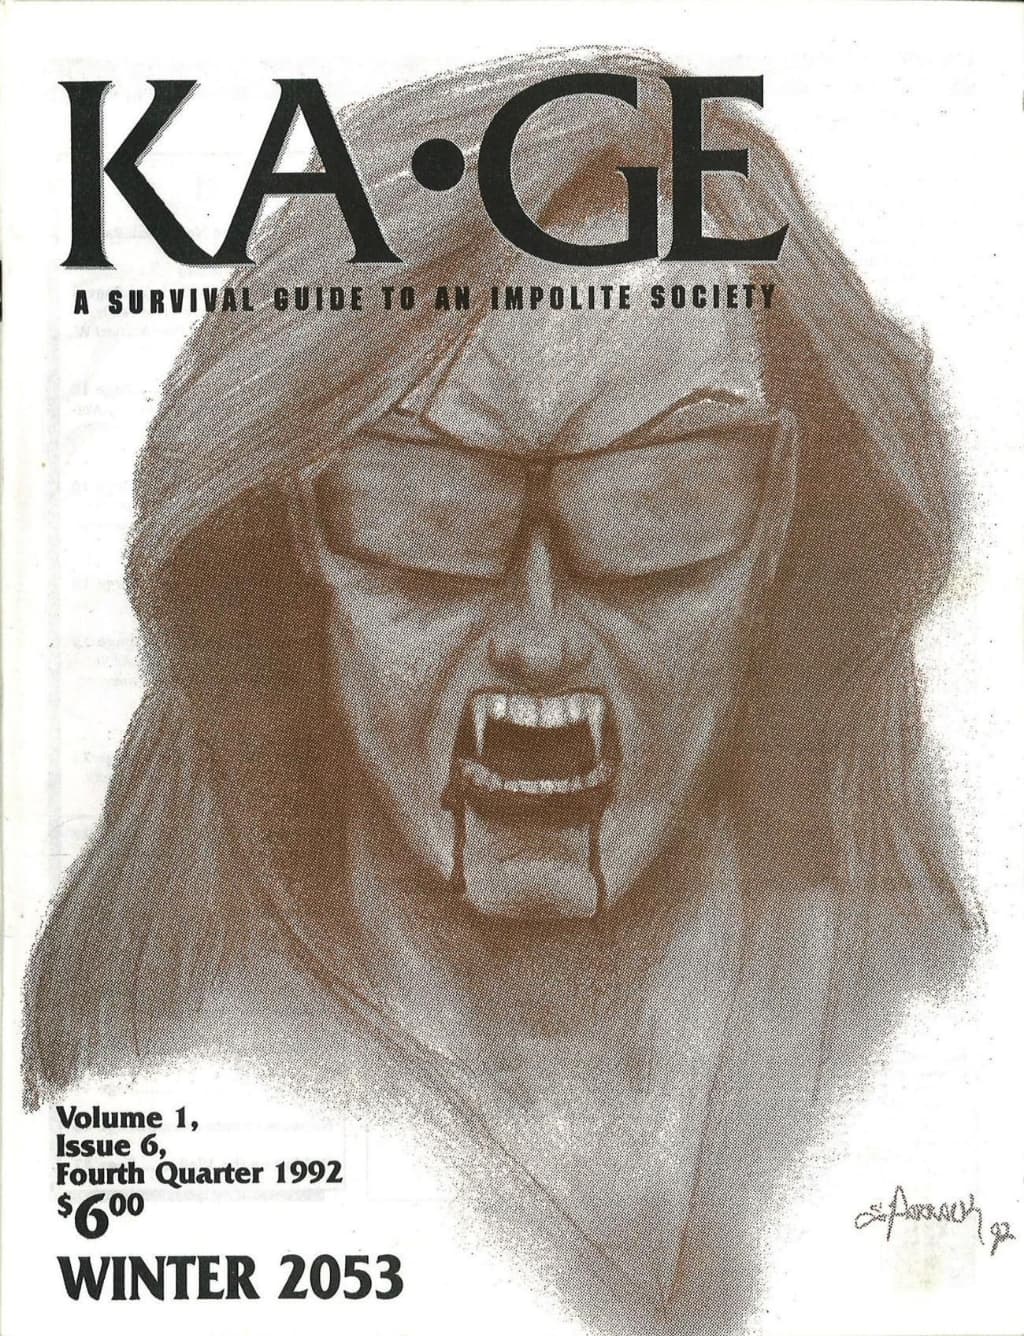 KA•GE
A SURVIVAL GUIDE TO AN IMPOLITE SOCIETY
Volume 1,
Issue 6,
Fourth Quarter 1992
$6.00
WINTER 2053
92